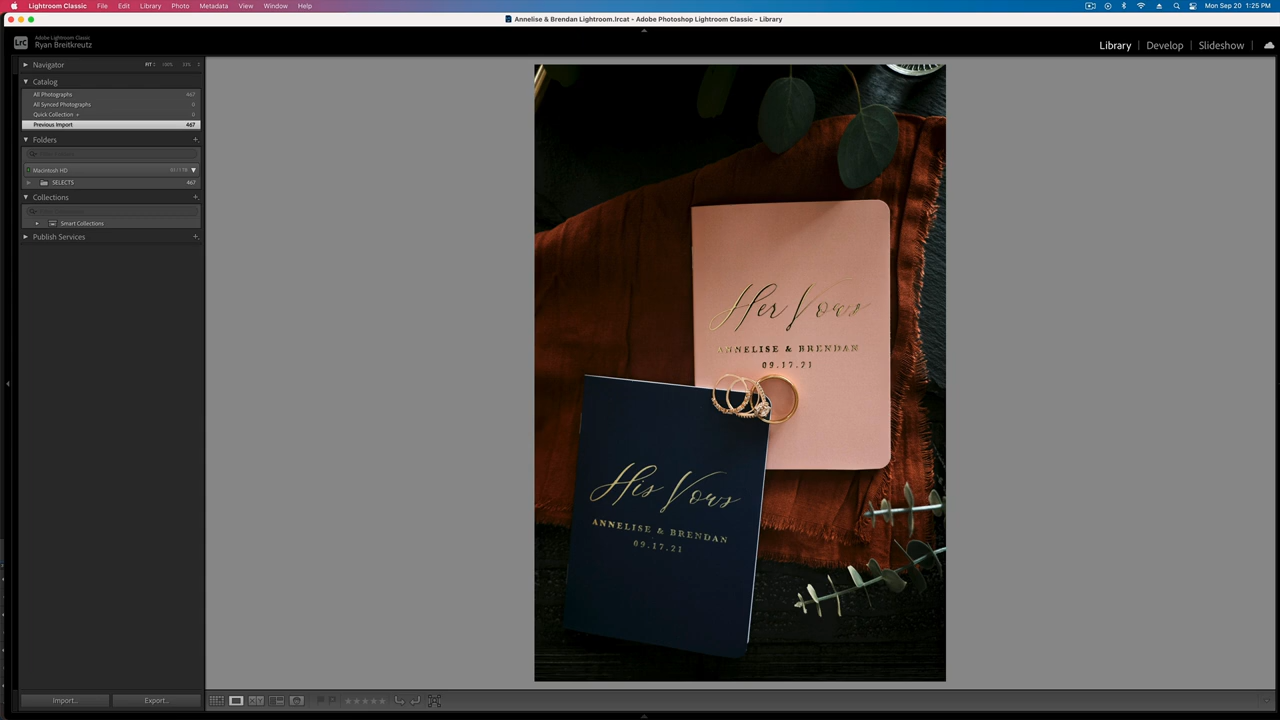 Lightroom Classic File Edit Library Photo Metadata View Window Help
Mon Sep 20 1:25 PM
Annelise & Brendan Lightroom.lrcat - Adobe Photoshop Lightroom Classic - Library
LrC
Adobe Lightroom Classic
Ryan Breitkreutz
Library | Develop | Slideshow |
Navigator
FIT
100%
Catalog
All Photographs 467
All Synced Photographs 0
Quick Collection + 0
Previous Import 467
Folders
Macintosh HD
SELECTS 467
Collections
Smart Collections
Publish Services
Her Vows
ANNELISE & BRENDAN
09.17.21
His Vows
ANNELISE & BRENDAN
09.17.21
Import...
Export...